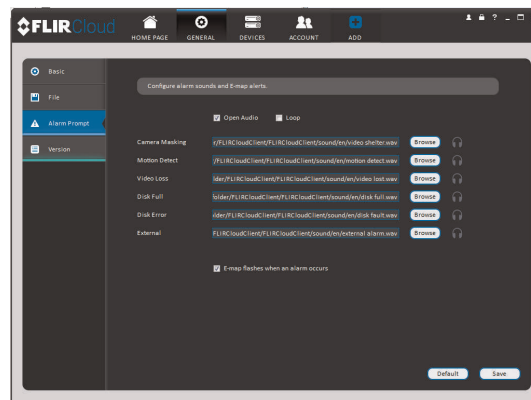 FLIR Cloud
HOME PAGE GENERAL DEVICES ACCOUNT ADD
?
Basic
File
Alarm Prompt
Version
Configure alarm sounds and E-map alerts.
Open Audio Loop
Camera Masking r/FLIRCloudClient/FLIRCloudClient/sound/en/video shelter.wav Browse
Motion Detect /FLIRCloudClient/FLIRCloudClient/sound/en/motion detect.wav Browse
Video Loss lder/FLIRCloudClient/FLIRCloudClient/sound/en/video lost.wav Browse
Disk Full folder/FLIRCloudClient/FLIRCloudClient/sound/en/disk full.wav Browse
Disk Error lder/FLIRCloudClient/FLIRCloudClient/sound/en/disk fault.wav Browse
External FLIRCloudClient/FLIRCloudClient/sound/en/external alarm.wav Browse
E-map flashes when an alarm occurs
Default Save